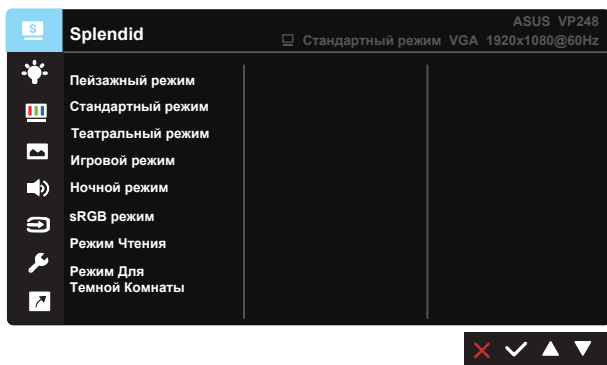 S
Splendid
ASUS VP248
Стандартный режим VGA 1920x1080@60Hz
Пейзажный режим
Стандартный режим
Театральный режим
Игровой режим
Ночной режим
sRGB режим
Режим Чтения
Режим Для
Темной Комнаты